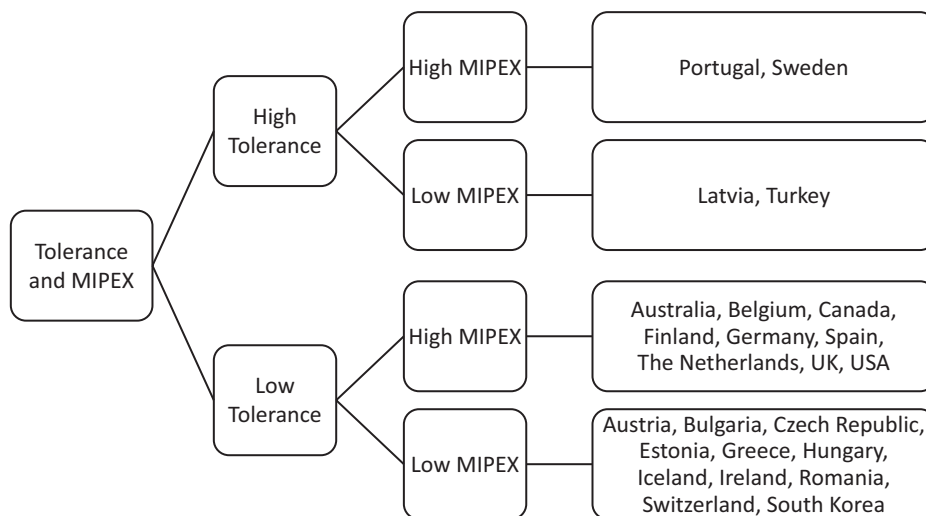 Tolerance
and MIPEX
High
Tolerance
High MIPEX
Portugal, Sweden
Low MIPEX
Latvia, Turkey
Low
Tolerance
High MIPEX
Australia, Belgium, Canada,
Finland, Germany, Spain,
The Netherlands, UK, USA
Low MIPEX
Austria, Bulgaria, Czech Republic,
Estonia, Greece, Hungary,
Iceland, Ireland, Romania,
Switzerland, South Korea